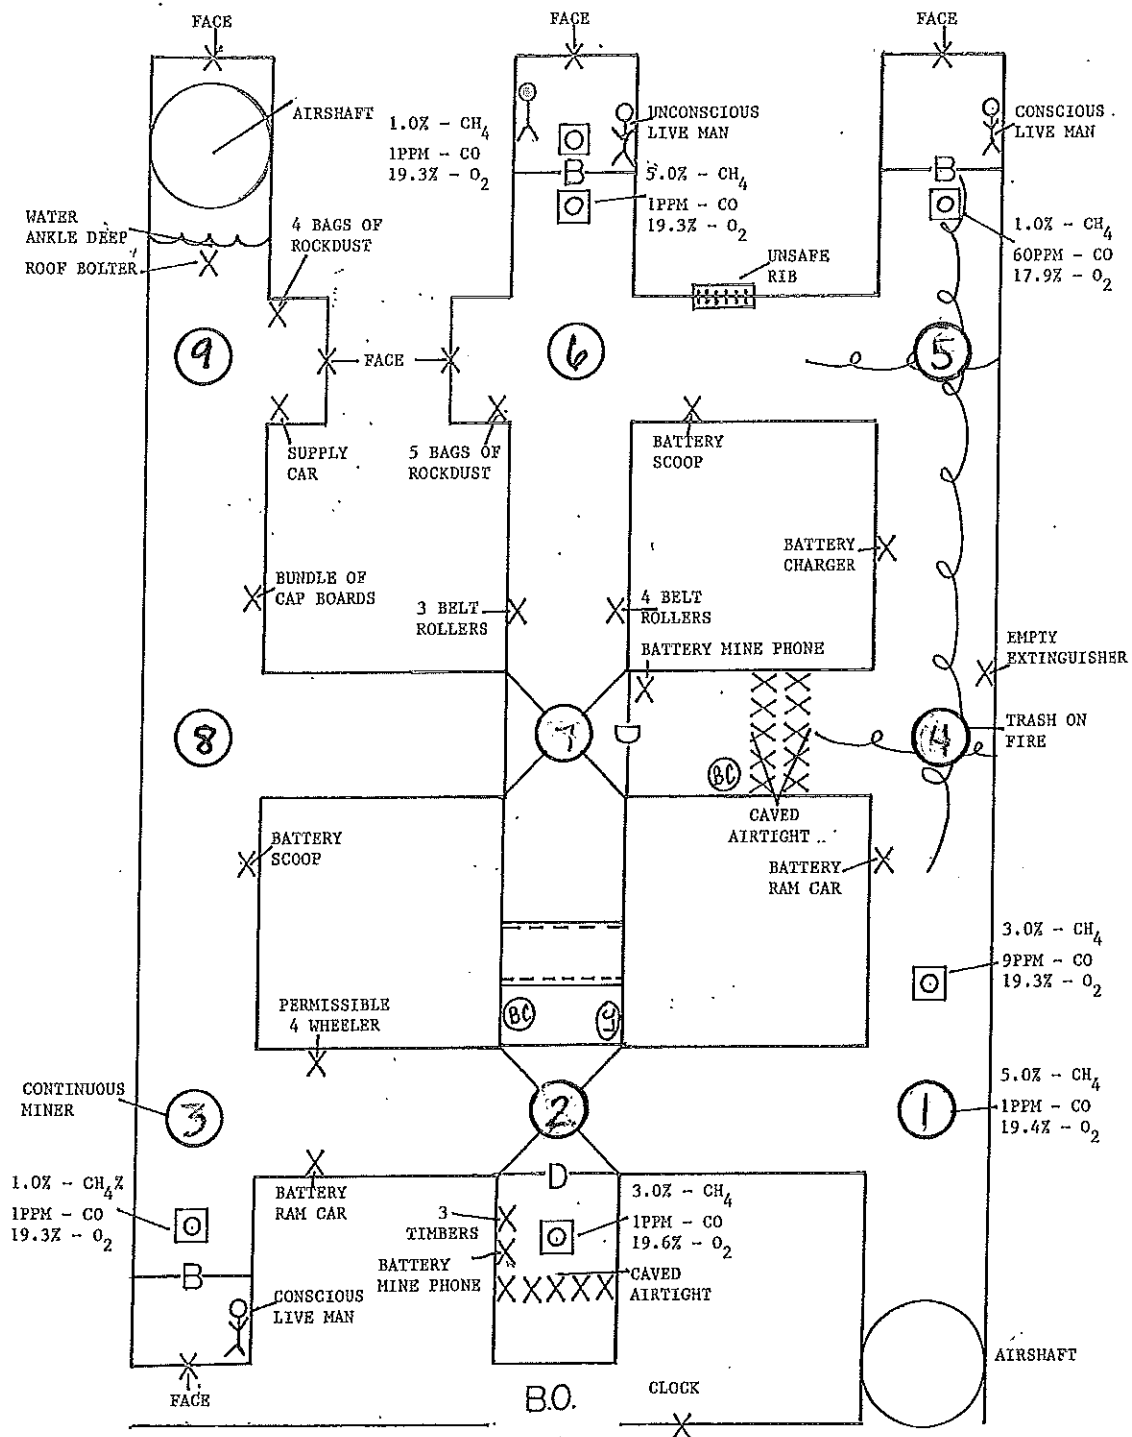 FACE
FACE
FACE
AIRSHAFT
1.0% - CH4
1PPM - CO
19.3% - O2
UNCONSCIOUS
LIVE MAN
CONSCIOUS
LIVE MAN
B
B
5.0% - CH4
1PPM - CO
19.3% - O2
WATER
ANKLE DEEP
ROOF BOLTER
4 BAGS OF
ROCKDUST
1.0% - CH4
60PPM - CO
17.9% - O2
UNSAFE
RIB
9
FACE
6
5
SUPPLY
CAR
5 BAGS OF
ROCKDUST
BATTERY
SCOOP
BATTERY
CHARGER
BUNDLE OF
CAP BOARDS
3 BELT
ROLLERS
4 BELT
ROLLERS
BATTERY MINE PHONE
EMPTY
EXTINGUISHER
8
7
D
4
TRASH ON
FIRE
BC
CAVED
AIRTIGHT
BATTERY
SCOOP
BATTERY
RAM CAR
3.0% - CH4
9PPM - CO
19.3% - O2
PERMISSIBLE
4 WHEELER
BC
CONTINUOUS
MINER
3
2
1
5.0% - CH4
1PPM - CO
19.4% - O2
D
1.0% - CH4%
1PPM - CO
19.3% - O2
BATTERY
RAM CAR
3
TIMBERS
3.0% - CH4
1PPM - CO
19.6% - O2
BATTERY
MINE PHONE
CAVED
AIRTIGHT
B
CONSCIOUS
LIVE MAN
AIRSHAFT
FACE
B.O.
CLOCK